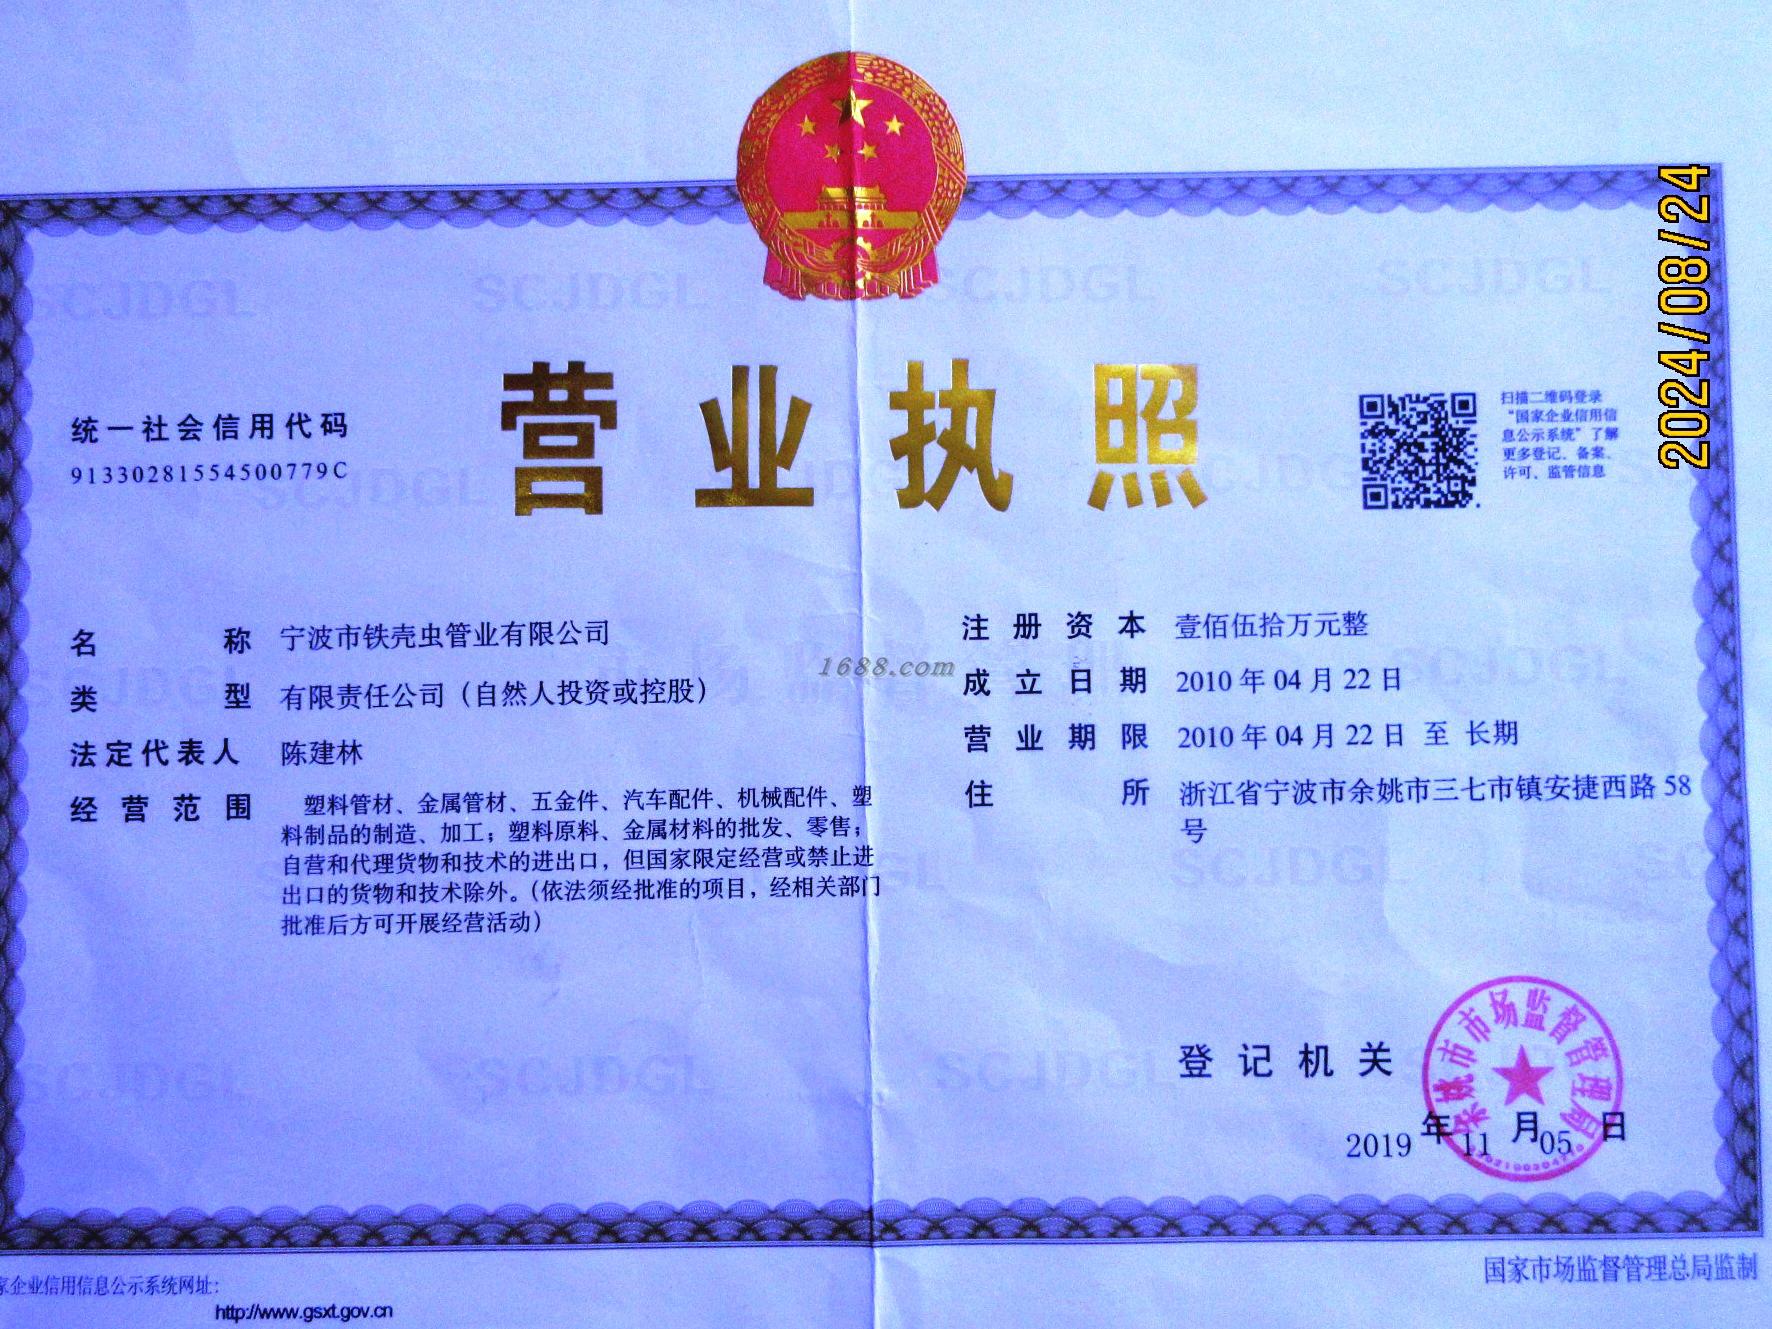 2024/08/24
营业执照
统一社会信用代码
91330281554500779C
扫描二维码登录
“国家企业信用信
息公示系统”了解
更多登记、备案、
许可、监管信息
名称 宁波市铁壳虫管业有限公司
类型 有限责任公司（自然人投资或控股）
法定代表人 陈建林
经营范围 塑料管材、金属管材、五金件、汽车配件、机械配件、塑
料制品的制造、加工；塑料原料、金属材料的批发、零售；
自营和代理货物和技术的进出口，但国家限定经营或禁止进
出口的货物和技术除外。（依法须经批准的项目，经相关部门
批准后方可开展经营活动）
注册资本 壹佰伍拾万元整
成立日期 2010年04月22日
营业期限 2010年04月22日 至 长期
住所 浙江省宁波市余姚市三七市镇安捷西路58
号
1688.com
登记机关
余姚市市场监督管理局
2019年11月05日
家企业信用信息公示系统网址：
http://www.gsxt.gov.cn
国家市场监督管理总局监制
SCJDGL
SCJDGL
SCJDGL
SCJDGL